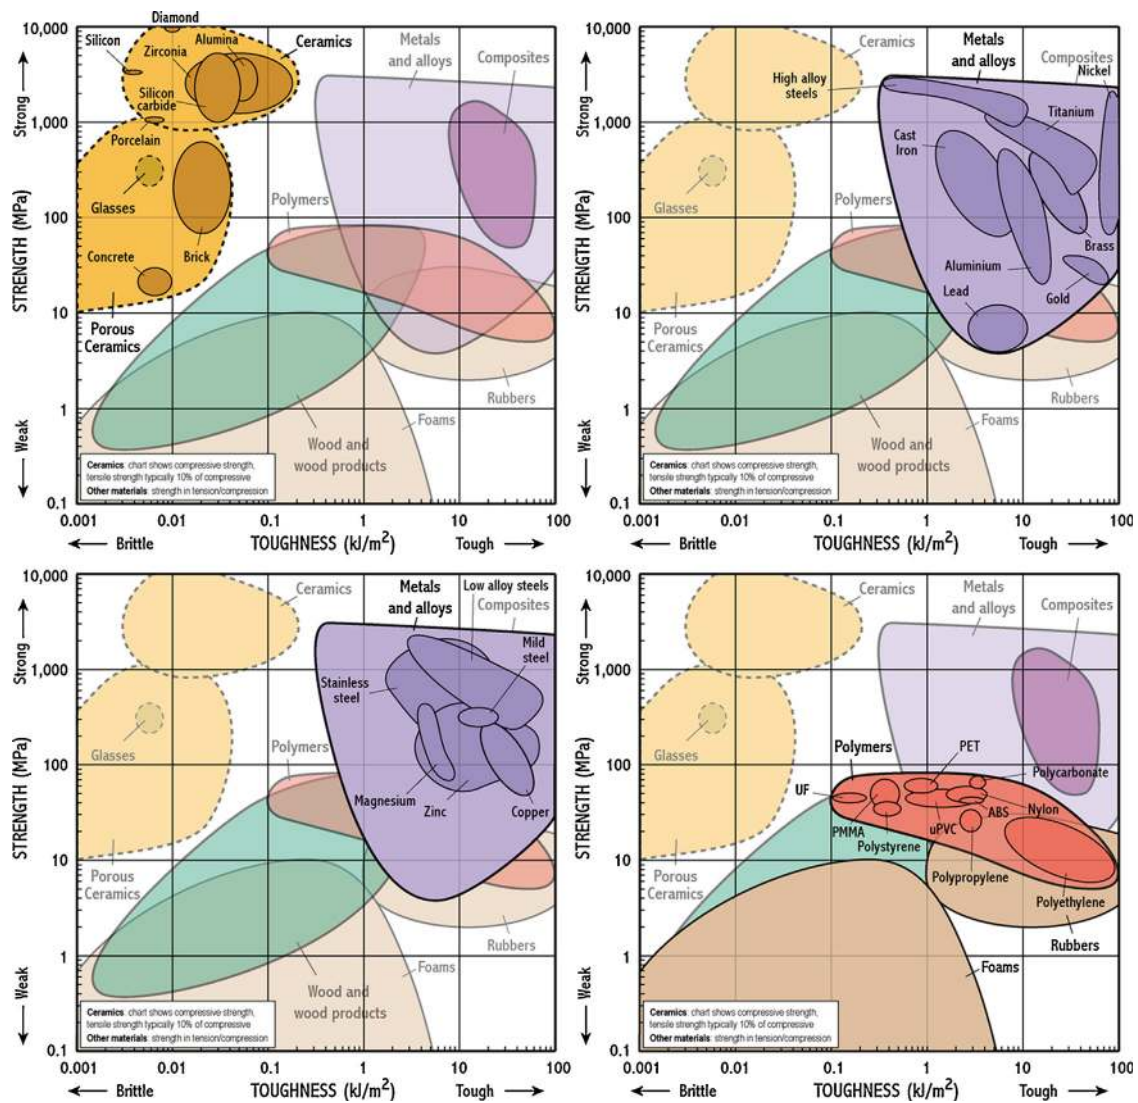 Diamond
10,000
Silicon
Zirconia
Alumina
Ceramics
Metals
and alloys
Composites
Silicon
carbide
1,000
Porcelain
Glasses
Polymers
100
Concrete
Brick
10
Porous
Ceramics
Rubbers
1
Foams
Wood and
wood products
Ceramics: chart shows compressive strength,
tensile strength typically 10% of compressive
Other materials: strength in tension/compression
0.1
0.001 0.01 0.1 1 10 100
Brittle TOUGHNESS (kJ/m²) Tough
Strong
STRENGTH (MPa)
Weak
10,000
Ceramics
Metals
and alloys
Composites
Nickel
High alloy
steels
Titanium
1,000
Cast
Iron
Glasses
Polymers
100
Brass
Aluminium
Lead
Gold
10
Porous
Ceramics
Rubbers
1
Foams
Wood and
wood products
Ceramics: chart shows compressive strength,
tensile strength typically 10% of compressive
Other materials: strength in tension/compression
0.1
0.001 0.01 0.1 1 10 100
Brittle TOUGHNESS (kJ/m²) Tough
Strong
STRENGTH (MPa)
Weak
10,000
Ceramics
Metals
and alloys
Low alloy steels
Composites
Mild
steel
1,000
Stainless
steel
Glasses
Polymers
100
Magnesium
Zinc
Copper
10
Porous
Ceramics
Rubbers
1
Foams
Wood and
wood products
Ceramics: chart shows compressive strength,
tensile strength typically 10% of compressive
Other materials: strength in tension/compression
0.1
0.001 0.01 0.1 1 10 100
Brittle TOUGHNESS (kJ/m²) Tough
Strong
STRENGTH (MPa)
Weak
10,000
Ceramics
Metals
and alloys
Composites
1,000
Glasses
Polymers
PET
Polycarbonate
100
UF
PMMA
Polystyrene
uPVC
ABS
Nylon
Polypropylene
Polyethylene
10
Porous
Ceramics
Rubbers
1
Foams
Ceramics: chart shows compressive strength,
tensile strength typically 10% of compressive
Other materials: strength in tension/compression
0.1
0.001 0.01 0.1 1 10 100
Brittle TOUGHNESS (kJ/m²) Tough
Strong
STRENGTH (MPa)
Weak